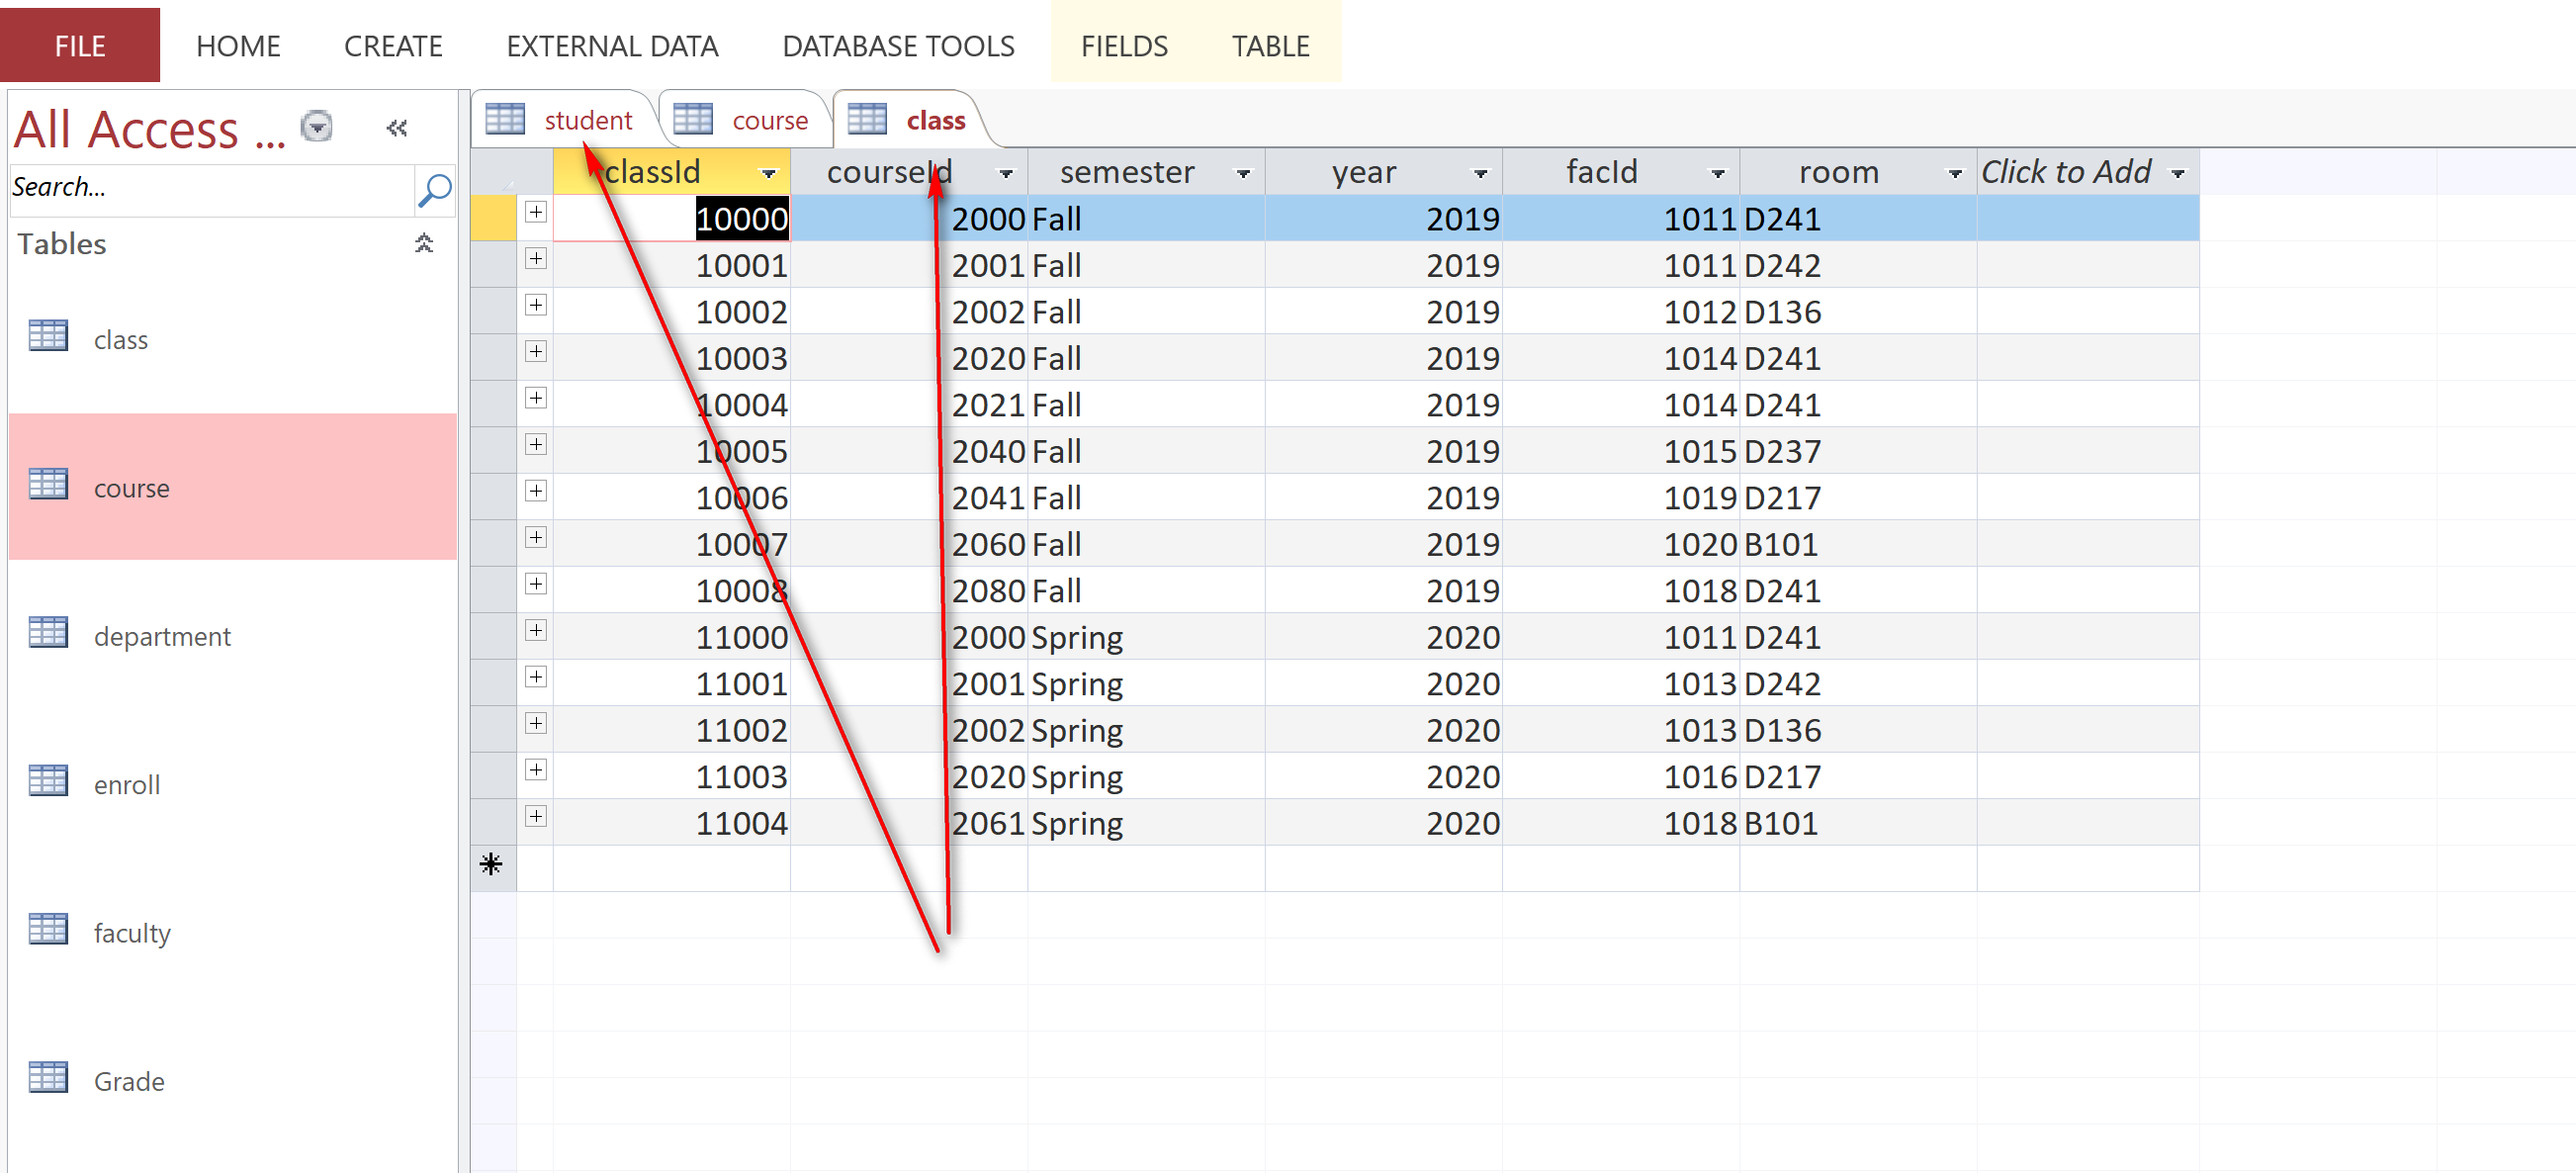 FILE HOME CREATE EXTERNAL DATA DATABASE TOOLS FIELDS TABLE
All Access ...
Search...
Tables
class
course
department
enroll
faculty
Grade
student course class
classId courseId semester year facId room Click to Add
10000 2000 Fall 2019 1011 D241
10001 2001 Fall 2019 1011 D242
10002 2002 Fall 2019 1012 D136
10003 2020 Fall 2019 1014 D241
10004 2021 Fall 2019 1014 D241
10005 2040 Fall 2019 1015 D237
10006 2041 Fall 2019 1019 D217
10007 2060 Fall 2019 1020 B101
10008 2080 Fall 2019 1018 D241
11000 2000 Spring 2020 1011 D241
11001 2001 Spring 2020 1013 D242
11002 2002 Spring 2020 1013 D136
11003 2020 Spring 2020 1016 D217
11004 2061 Spring 2020 1018 B101